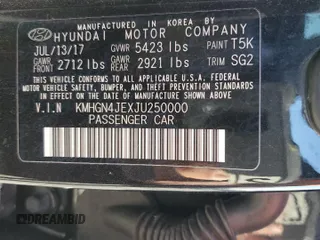 MANUFACTURED IN KOREA BY
HYUNDAI MOTOR COMPANY
JUL/13/17 GVWR 5423 lbs PAINT T5K
GAWR FRONT 2712 lbs GAWR REAR 2921 lbs TRIM SG2
THIS VEHICLE CONFORMS TO ALL APPLICABLE FEDERAL MOTOR VEHICLE SAFETY, BUMPER, AND THEFT PREVENTION STANDARDS IN EFFECT ON THE DATE OF MANUFACTURE SHOWN ABOVE.
V.I.N KMHGN4JEXJU250000
PASSENGER CAR
DREAMBID